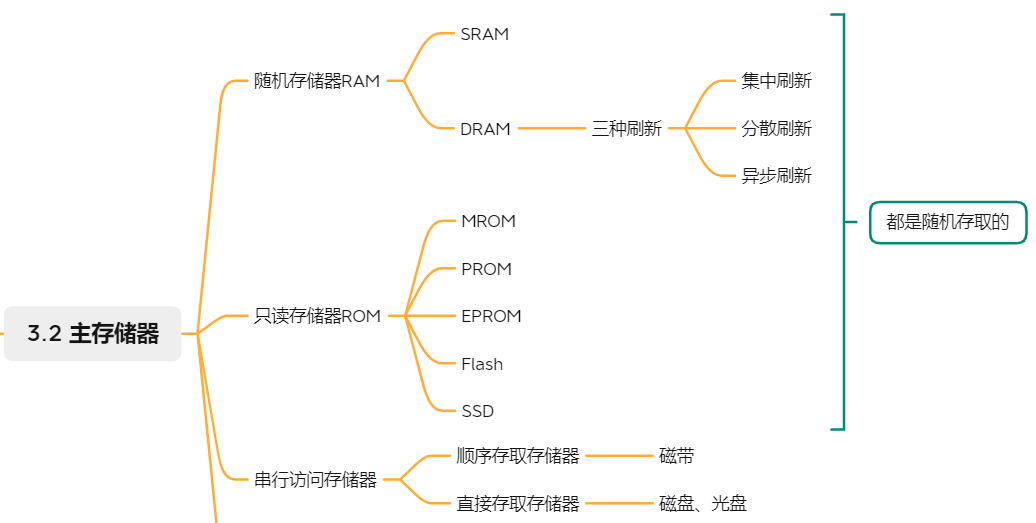 3.2 主存储器
随机存储器RAM
SRAM
DRAM
三种刷新
集中刷新
分散刷新
异步刷新
只读存储器ROM
MROM
PROM
EPROM
Flash
SSD
都是随机存取的
串行访问存储器
顺序存取存储器
磁带
直接存取存储器
磁盘、光盘